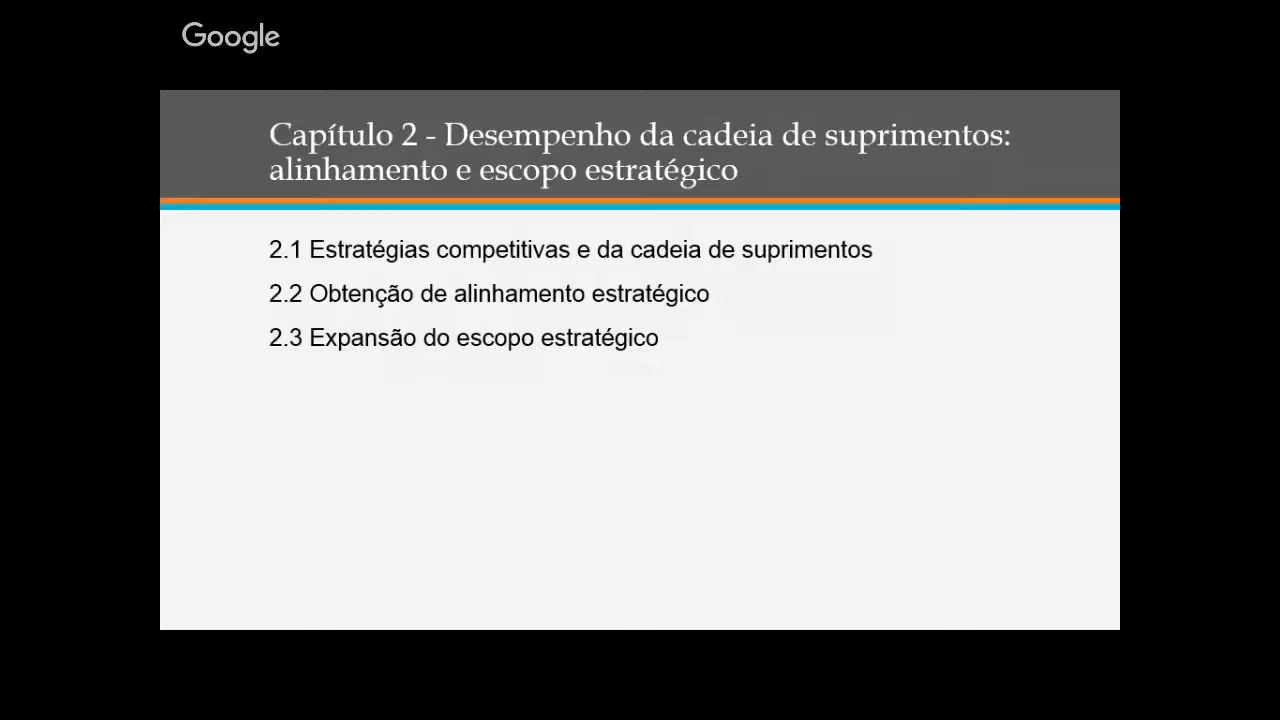 Google
Capítulo 2 - Desempenho da cadeia de suprimentos:
alinhamento e escopo estratégico
2.1 Estratégias competitivas e da cadeia de suprimentos
2.2 Obtenção de alinhamento estratégico
2.3 Expansão do escopo estratégico